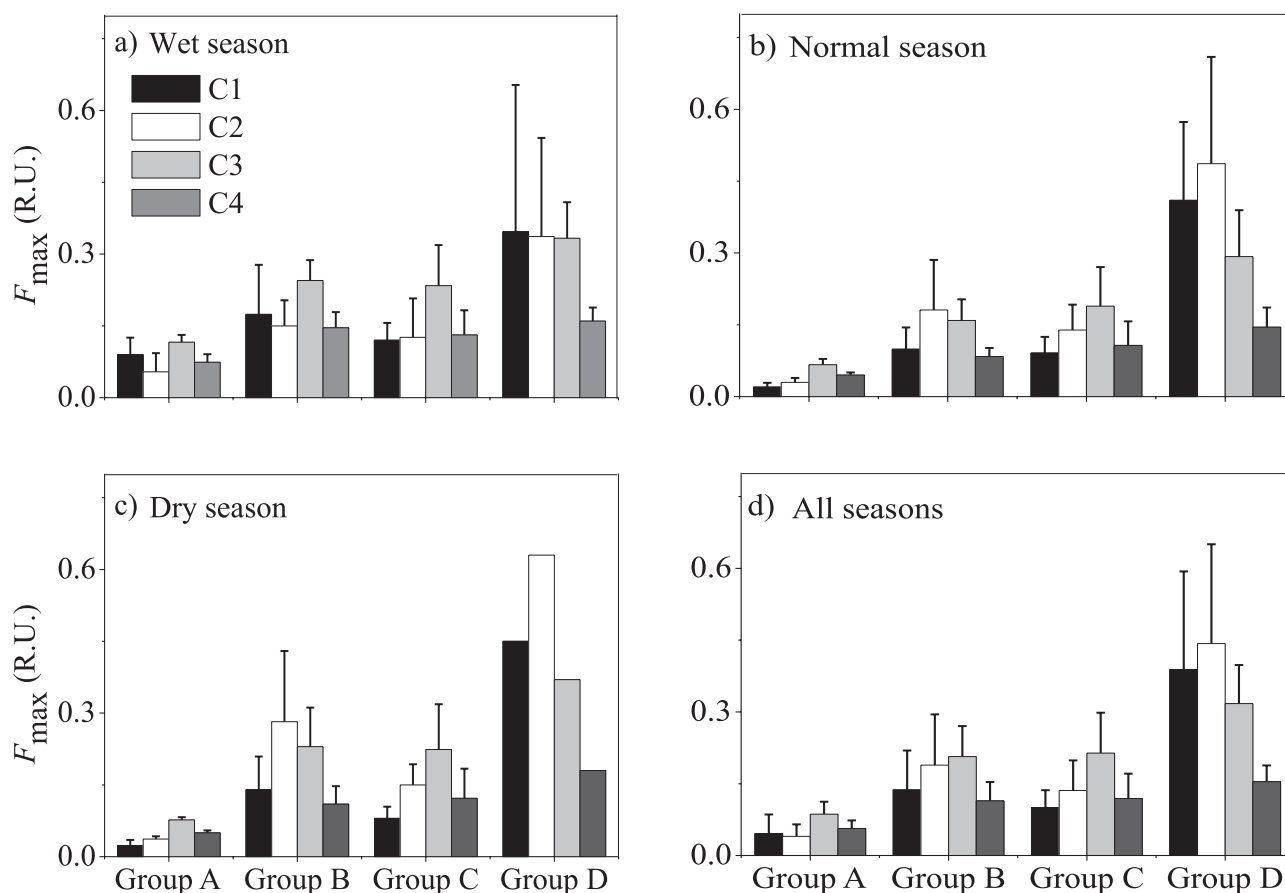 a) Wet season
C1
C2
C3
C4
0.6
0.3
0.0
F max (R.U.)
b) Normal season
0.6
0.3
0.0
c) Dry season
0.6
0.3
0.0
F max (R.U.)
Group A Group B Group C Group D
d) All seasons
0.6
0.3
0.0
Group A Group B Group C Group D